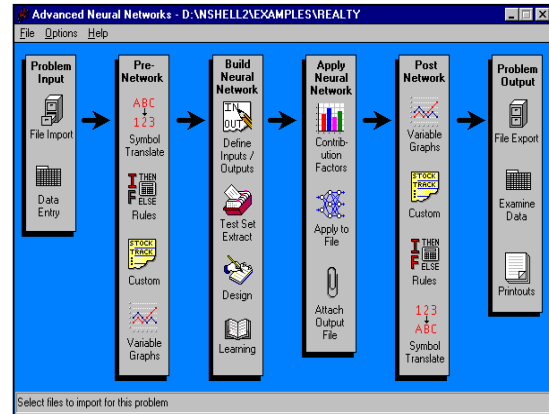 Advanced Neural Networks - D:\NSHELL2\EXAMPLES\REALTY
File Options Help
Problem
Input
File Import
Data
Entry
Pre-
Network
ABC
123
Symbol
Translate
IF
THEN
ELSE
Rules
STOCK
TRACK
Custom
Variable
Graphs
Build
Neural
Network
IN
OUT
Define
Inputs /
Outputs
Test Set
Extract
Design
Learning
Apply
Neural
Network
Contrib-
ution
Factors
Apply to
File
Attach
Output
File
Post
Network
Variable
Graphs
STOCK
TRACK
Custom
IF
THEN
ELSE
Rules
123
ABC
Symbol
Translate
Problem
Output
File Export
Examine
Data
Printouts
Select files to import for this problem